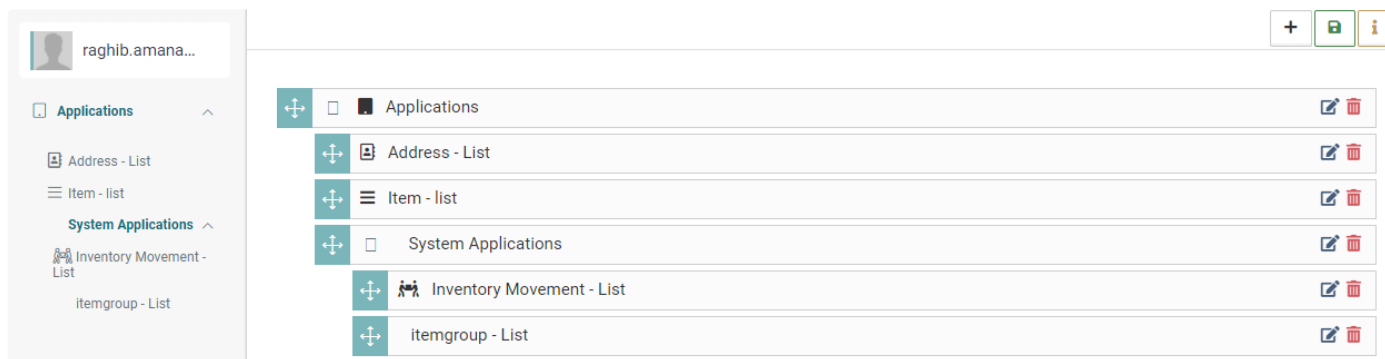 raghib.amana...
Applications
Address - List
Item - list
System Applications
Inventory Movement -
List
itemgroup - List
Applications
Address - List
Item - list
System Applications
Inventory Movement - List
itemgroup - List